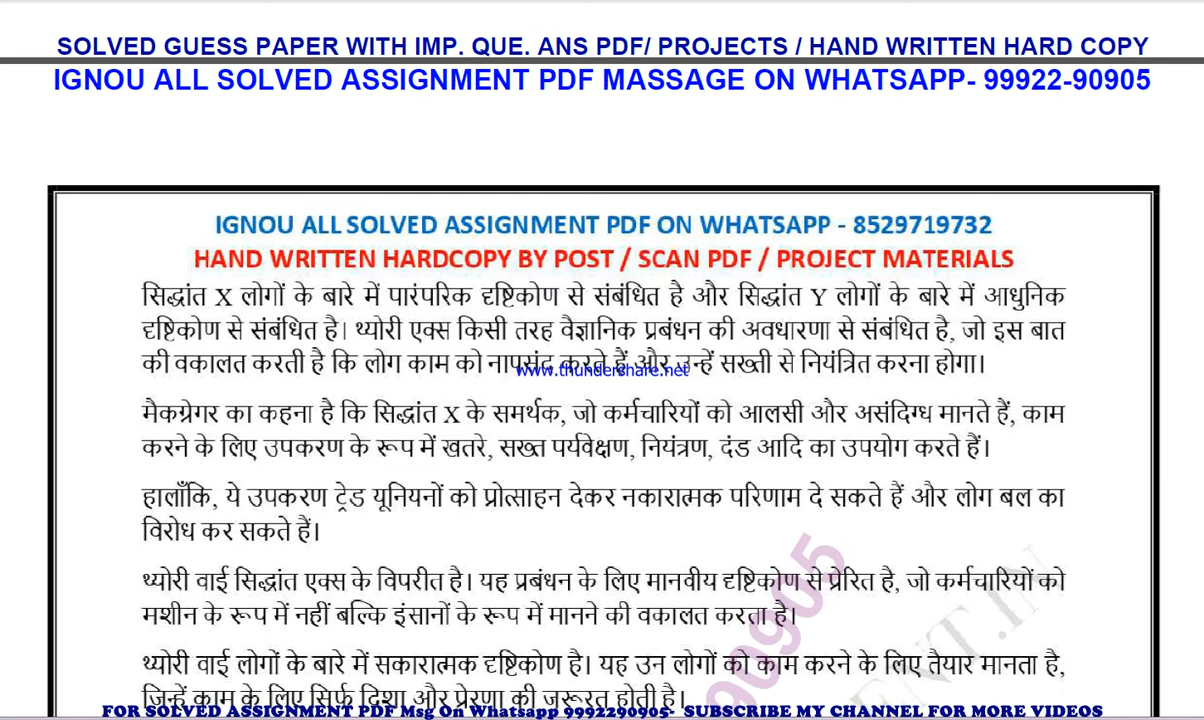 SOLVED GUESS PAPER WITH IMP. QUE. ANS PDF/ PROJECTS / HAND WRITTEN HARD COPY
IGNOU ALL SOLVED ASSIGNMENT PDF MASSAGE ON WHATSAPP- 99922-90905
IGNOU ALL SOLVED ASSIGNMENT PDF ON WHATSAPP - 8529719732
HAND WRITTEN HARDCOPY BY POST / SCAN PDF / PROJECT MATERIALS
सिद्धांत X लोगों के बारे में पारंपरिक दृष्टिकोण से संबंधित है और सिद्धांत Y लोगों के बारे में आधुनिक
दृष्टिकोण से संबंधित है। थ्योरी एक्स किसी तरह वैज्ञानिक प्रबंधन की अवधारणा से संबंधित है, जो इस बात
की वकालत करती है कि लोग काम को नापसंद करते हैं और उन्हें सख्ती से नियंत्रित करना होगा।
www.thundershare.net
मैकग्रेगर का कहना है कि सिद्धांत X के समर्थक, जो कर्मचारियों को आलसी और असंदिग्ध मानते हैं, काम
करने के लिए उपकरण के रूप में खतरे, सख्त पर्यवेक्षण, नियंत्रण, दंड आदि का उपयोग करते हैं।
हालाँकि, ये उपकरण ट्रेड यूनियनों को प्रोत्साहन देकर नकारात्मक परिणाम दे सकते हैं और लोग बल का
विरोध कर सकते हैं।
थ्योरी वाई सिद्धांत एक्स के विपरीत है। यह प्रबंधन के लिए मानवीय दृष्टिकोण से प्रेरित है, जो कर्मचारियों को
मशीन के रूप में नहीं बल्कि इंसानों के रूप में मानने की वकालत करता है।
थ्योरी वाई लोगों के बारे में सकारात्मक दृष्टिकोण है। यह उन लोगों को काम करने के लिए तैयार मानता है,
जिन्हें काम के लिए सिर्फ दिशा और प्रेरणा की जरूरत होती है।
90905
ENT.IN
FOR SOLVED ASSIGNMENT PDF Msg On Whatsapp 9992290905- SUBSCRIBE MY CHANNEL FOR MORE VIDEOS